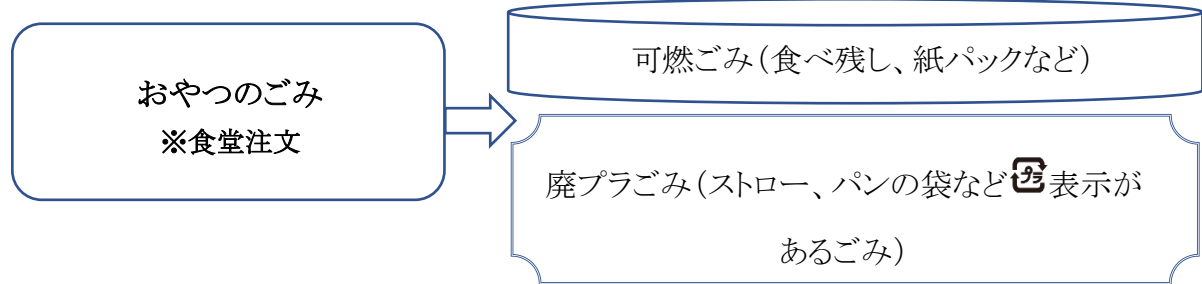 おやつのごみ
※食堂注文
可燃ごみ(食べ残し、紙パックなど)
廃プラごみ(ストロー、パンの袋などプラ表示が
あるごみ)